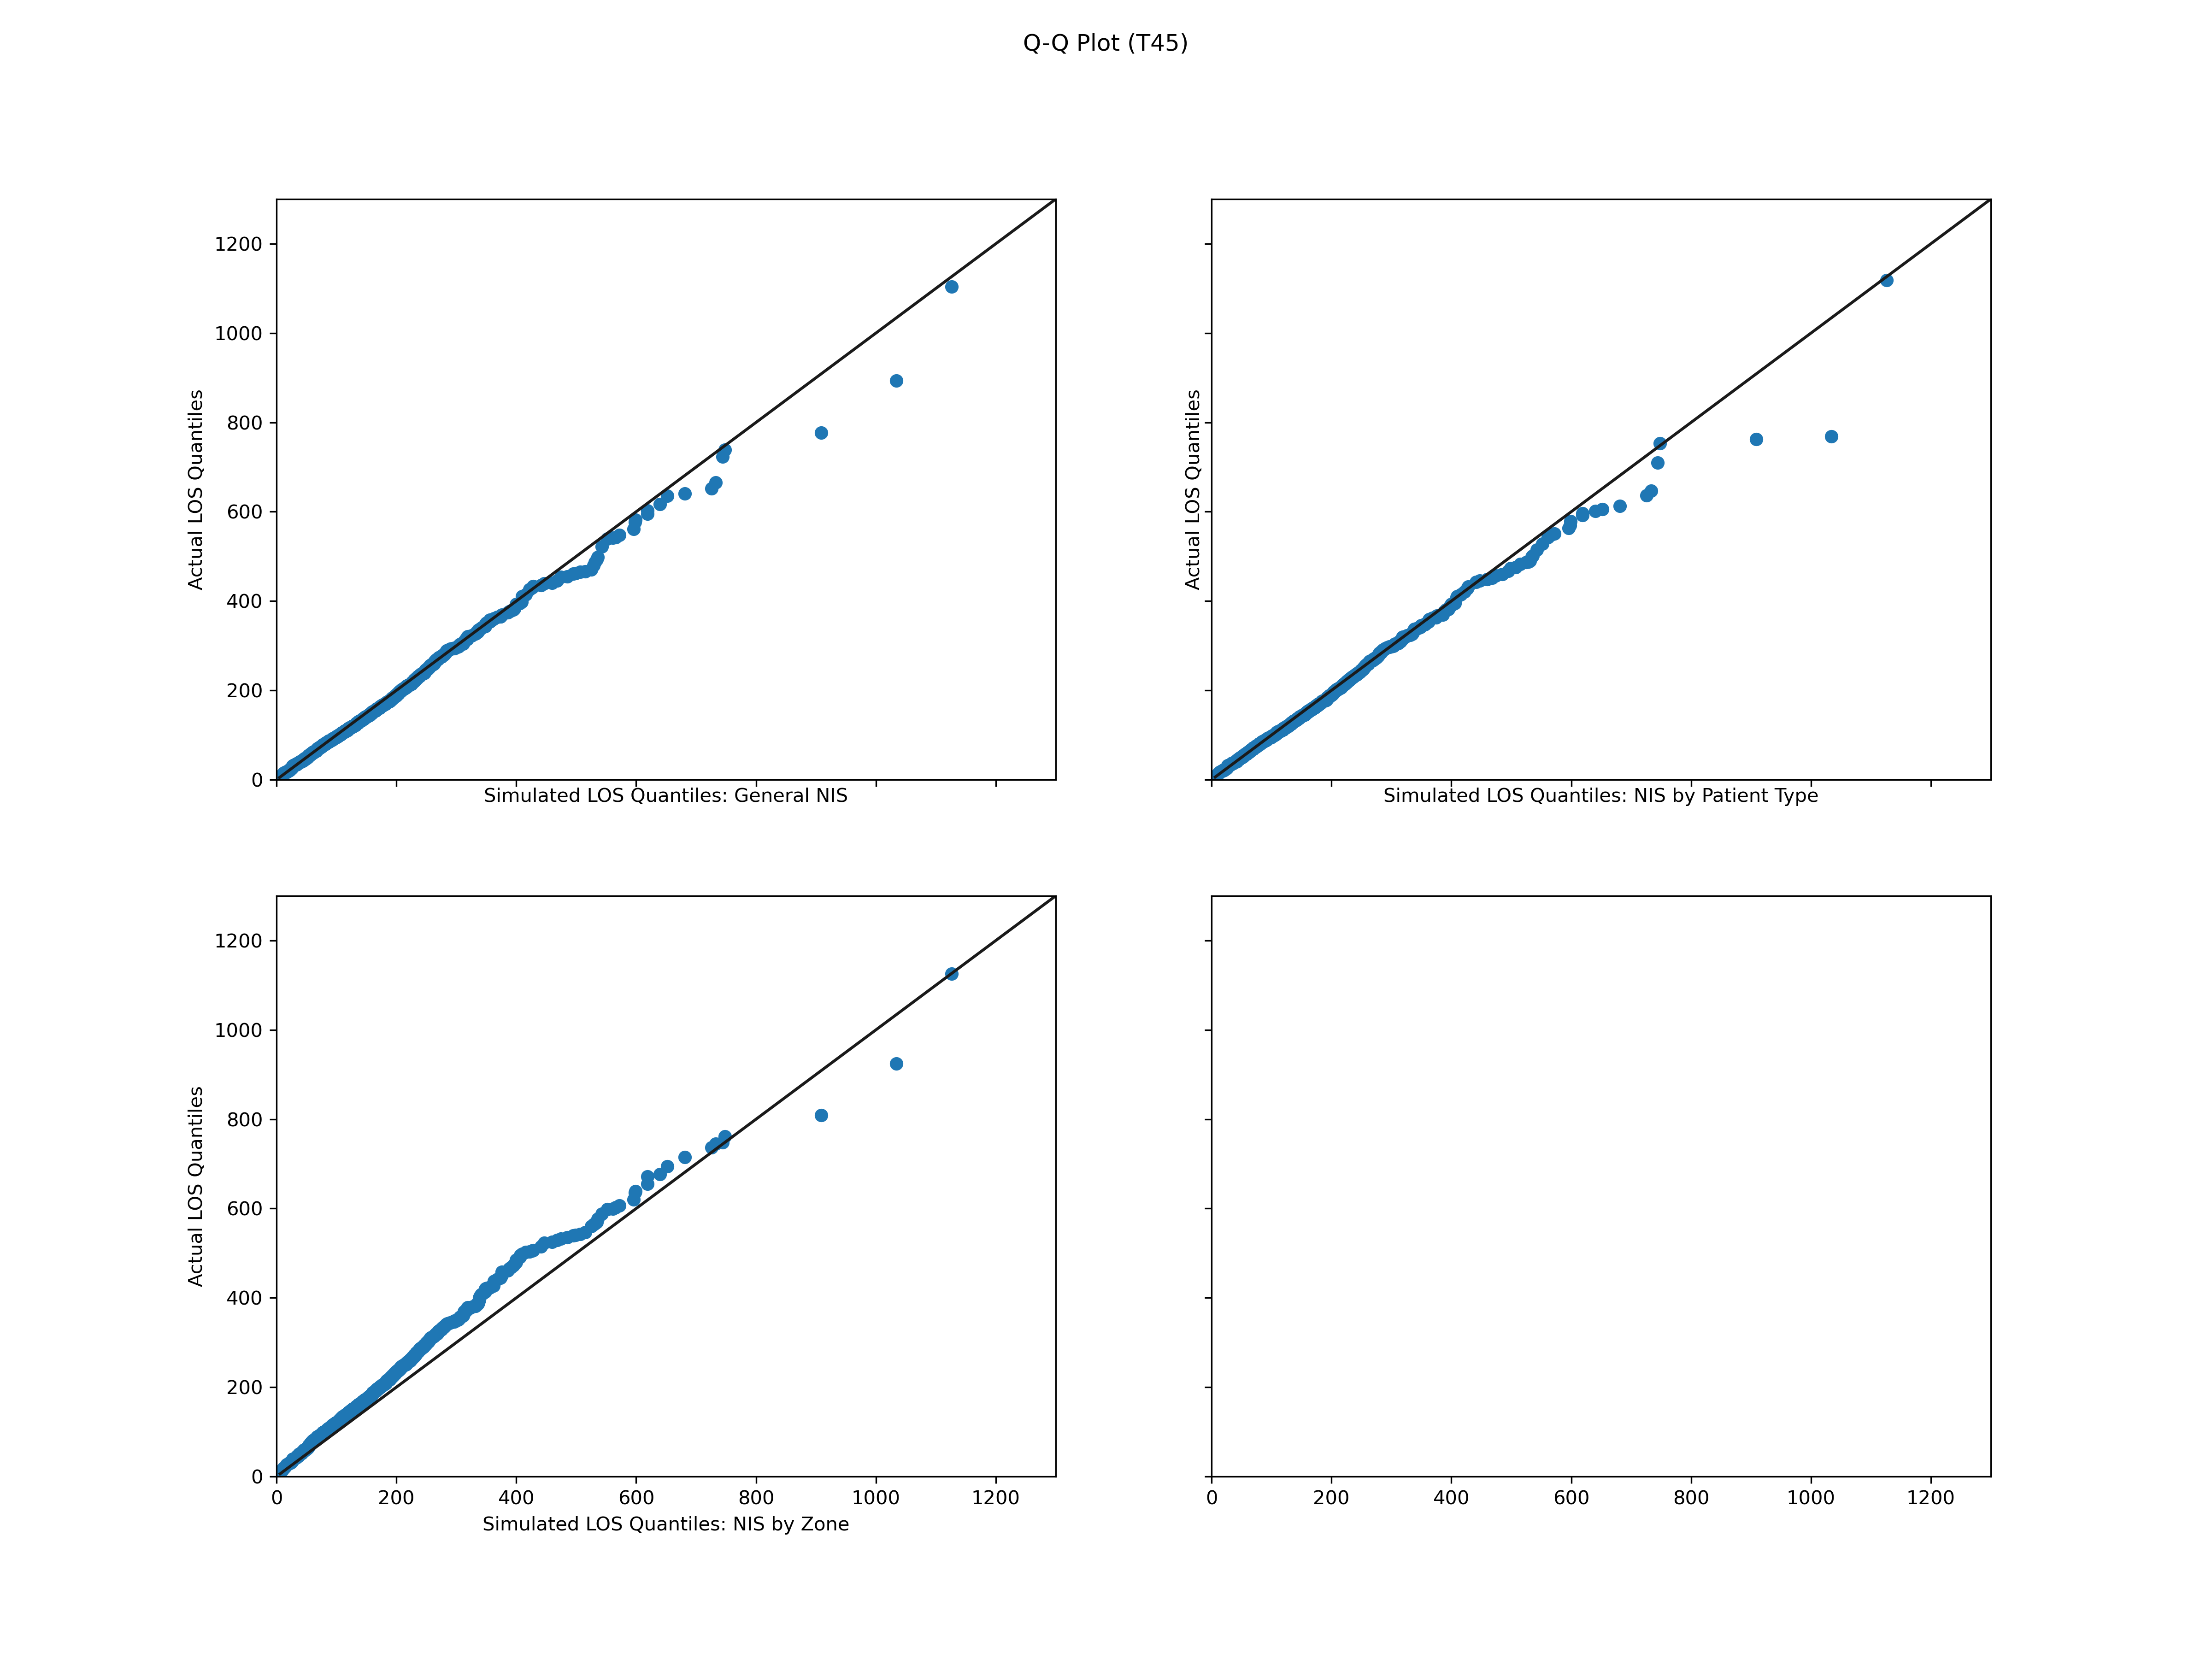 Q-Q Plot (T45)
1200
1000
800
600
400
200
0
Actual LOS Quantiles
Simulated LOS Quantiles: General NIS
Actual LOS Quantiles
Simulated LOS Quantiles: NIS by Patient Type
1200
1000
800
600
400
200
0
Actual LOS Quantiles
0 200 400 600 800 1000 1200
Simulated LOS Quantiles: NIS by Zone
0 200 400 600 800 1000 1200